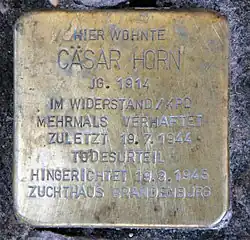 HIER WOHNTE
CÄSAR HORN
JG. 1914
IM WIDERSTAND/KPD
MEHRMALS VERHAFTET
ZULETZT 19.7.1944
TODESURTEIL
HINGERICHTET 19.3.1945
ZUCHTHAUS BRANDENBURG